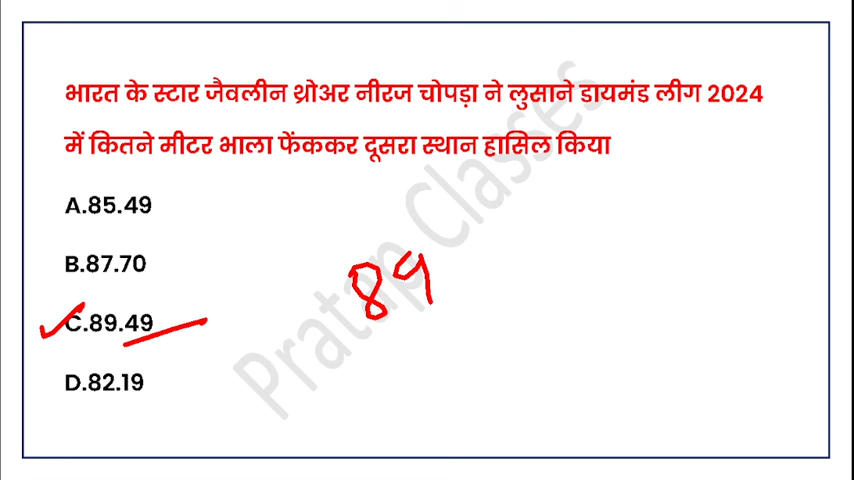 भारत के स्टार जैवलीन थ्रोअर नीरज चोपड़ा ने लुसाने डायमंड लीग 2024
में कितने मीटर भाला फेंककर दूसरा स्थान हासिल किया
A.85.49
B.87.70
C.89.49
D.82.19
89
Pratap Classes